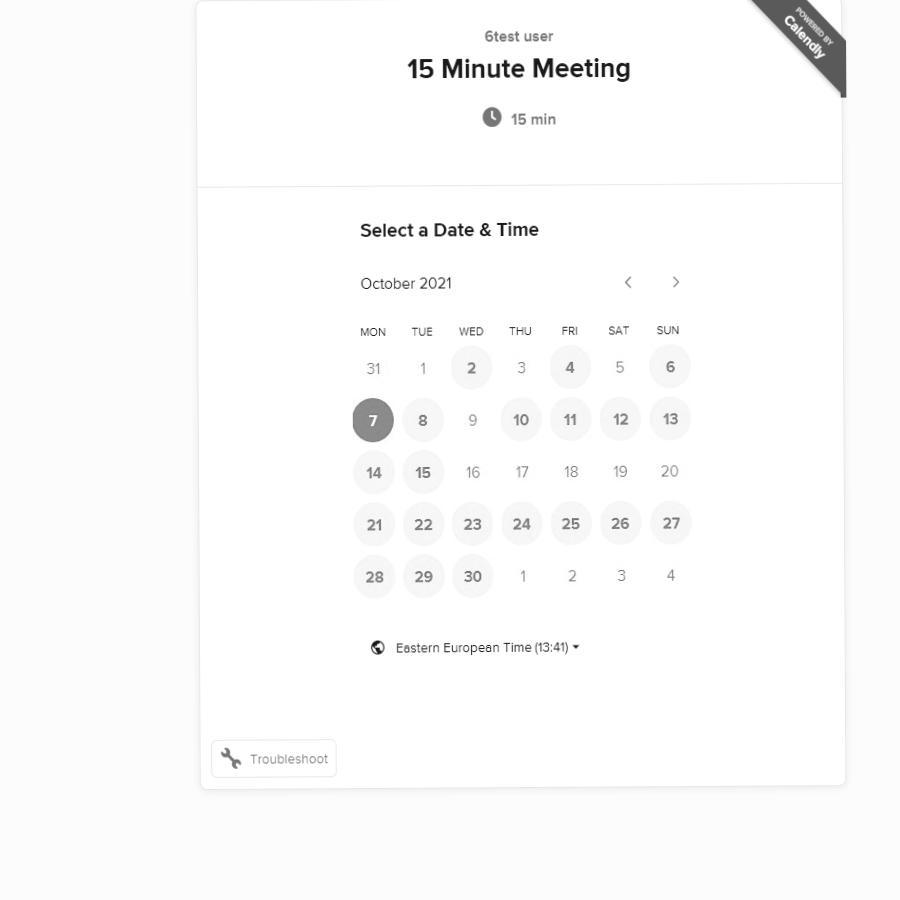 POWERED BY
Calendly
6test user
15 Minute Meeting
15 min
Select a Date & Time
October 2021
MON TUE WED THU FRI SAT SUN
31 1 2 3 4 5 6
7 8 9 10 11 12 13
14 15 16 17 18 19 20
21 22 23 24 25 26 27
28 29 30 1 2 3 4
Eastern European Time (13:41)
Troubleshoot